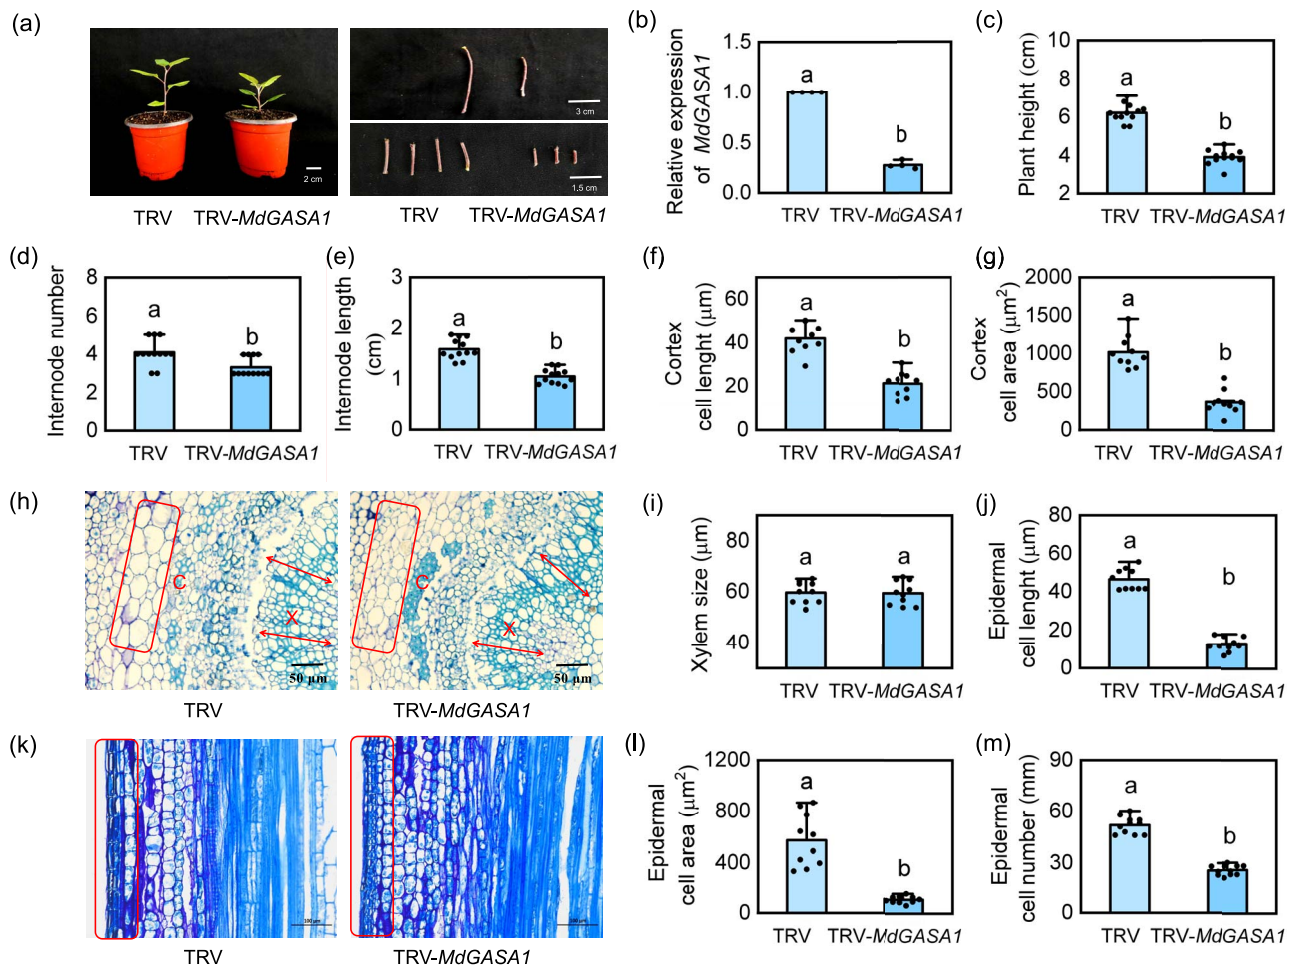 (a)
2 cm
3 cm
1.5 cm
TRV TRV-MdGASA1
TRV TRV-MdGASA1
(b)
Relative expression
of MdGASA1
1.5
1.0
0.5
0.0
a
b
TRV TRV-MdGASA1
(c)
Plant height (cm)
10
8
6
4
2
a
b
TRV TRV-MdGASA1
(d)
Internode number
8
6
4
2
0
a
b
TRV TRV-MdGASA1
(e)
Internode length
(cm)
3
2
1
0
a
b
TRV TRV-MdGASA1
(f)
Cortex
cell lenght (μm)
60
40
20
0
a
b
TRV TRV-MdGASA1
(g)
Cortex
cell area (μm²)
2000
1500
1000
500
0
a
b
TRV TRV-MdGASA1
(h)
C
X
50 μm
C
X
50 μm
TRV
TRV-MdGASA1
(i)
Xylem size (μm)
80
60
40
a
a
TRV TRV-MdGASA1
(j)
Epidermal
cell lenght (μm)
80
60
40
20
0
a
b
TRV TRV-MdGASA1
(k)
100 μm
100 μm
TRV
TRV-MdGASA1
(l)
Epidermal
cell area (μm²)
1200
800
400
0
a
b
TRV TRV-MdGASA1
(m)
Epidermal
cell number (mm)
90
60
30
0
a
b
TRV TRV-MdGASA1